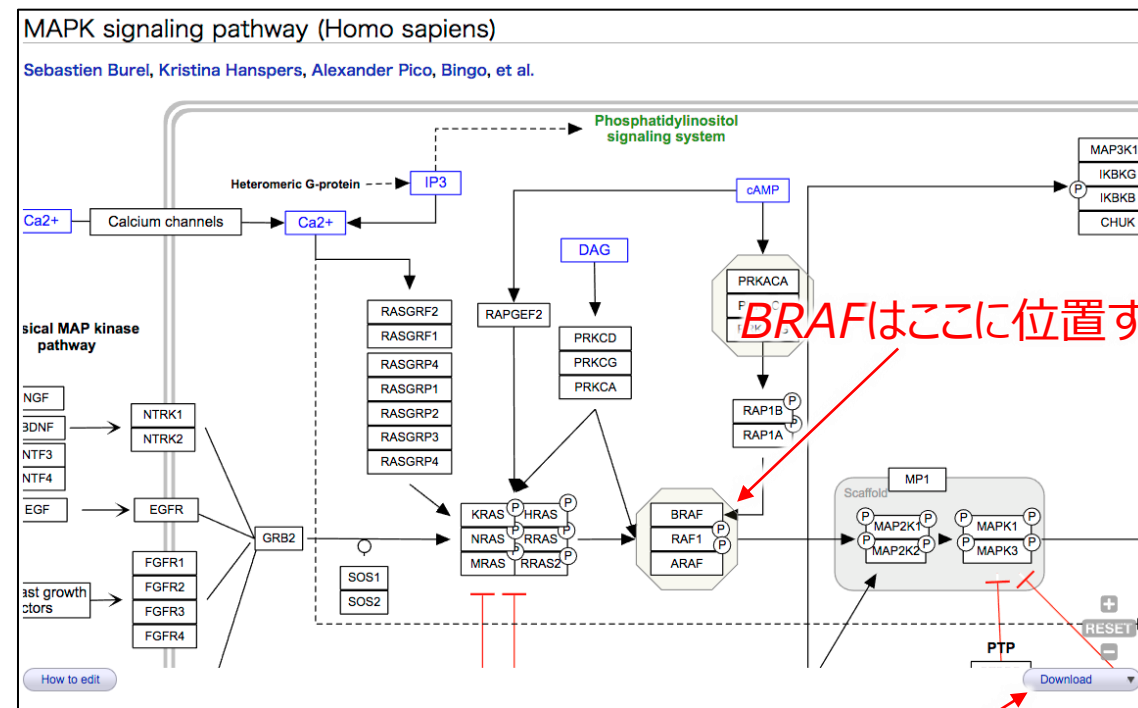 MAPK signaling pathway (Homo sapiens)
Sebastien Burel, Kristina Hanspers, Alexander Pico, Bingo, et al.
Phosphatidylinositol
signaling system
Heteromeric G-protein
IP3
cAMP
MAP3K1
IKBKG
P
IKBKB
CHUK
Ca2+
Calcium channels
Ca2+
DAG
PRKACA
BRAFはここに位置す
RASGRF2
RASGRF1
RASGRP4
RASGRP1
RASGRP2
RASGRP3
RASGRP4
RAPGEF2
PRKCD
PRKCG
PRKCA
RAP1B
P
RAP1A
P
sical MAP kinase
pathway
NGF
BDNF
NTF3
NTF4
NTRK1
NTRK2
EGF
EGFR
GRB2
FGFR1
FGFR2
FGFR3
FGFR4
ast growth
ctors
SOS1
SOS2
KRAS
P
HRAS
P
NRAS
P
RRAS
P
MRAS
P
RRAS2
P
BRAF
RAF1
P
P
ARAF
Scaffold
MP1
P
MAP2K1
P
P
MAP2K2
P
P
MAPK1
P
P
MAPK3
P
PTP
+
RESET
−
How to edit
Download